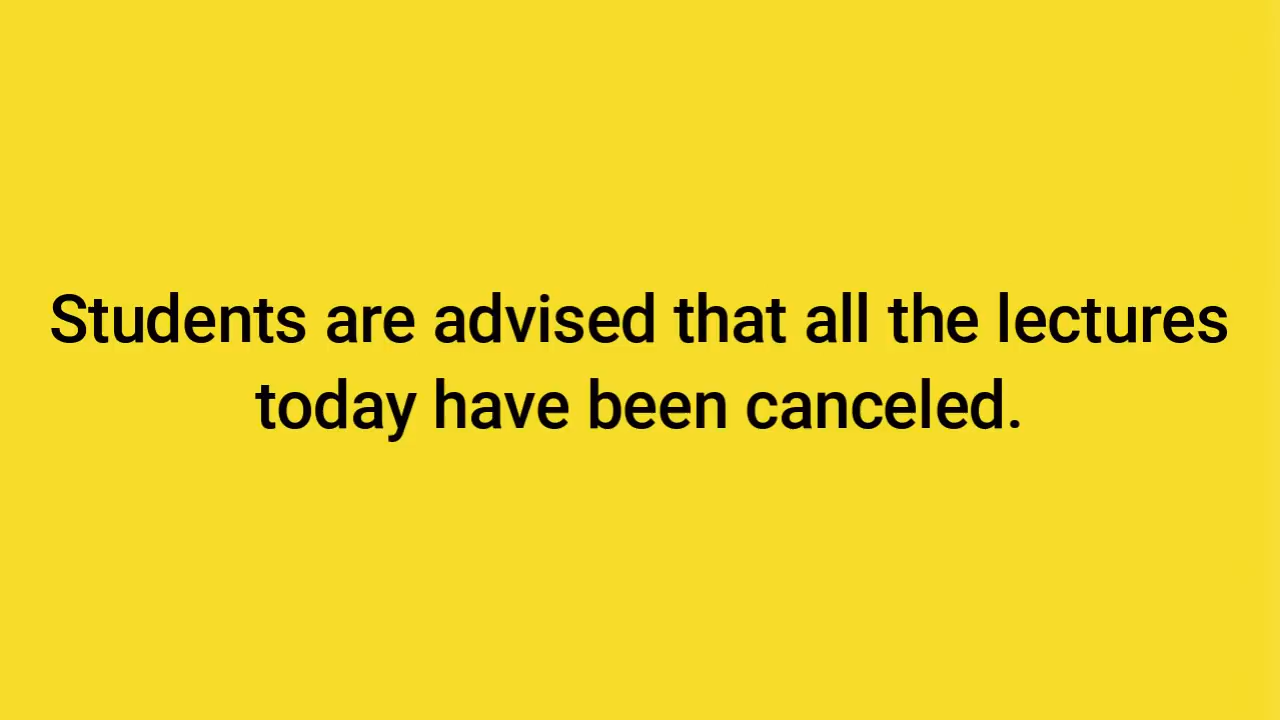 Students are advised that all the lectures
today have been canceled.